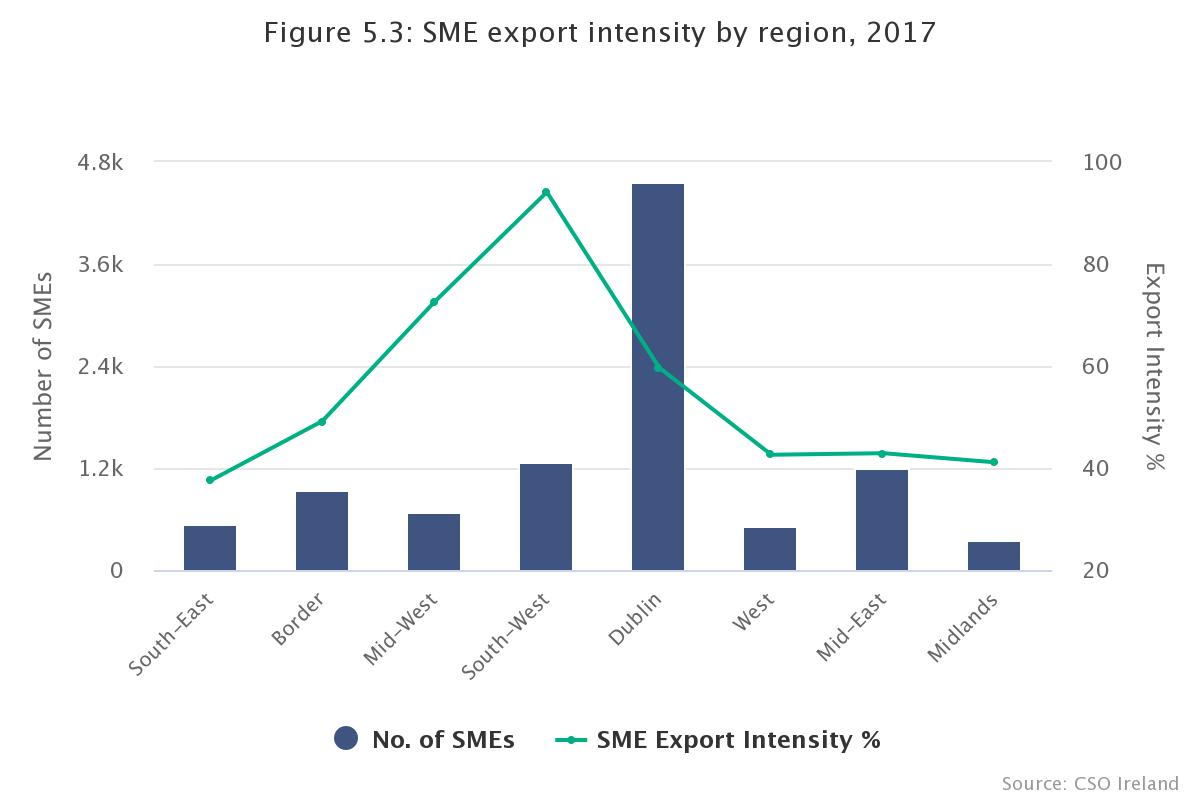 Figure 5.3: SME export intensity by region, 2017
4.8k
3.6k
2.4k
1.2k
0
Number of SMEs
100
80
60
40
20
Export Intensity %
South-East
Border
Mid-West
South-West
Dublin
West
Mid-East
Midlands
No. of SMEs
SME Export Intensity %
Source: CSO Ireland